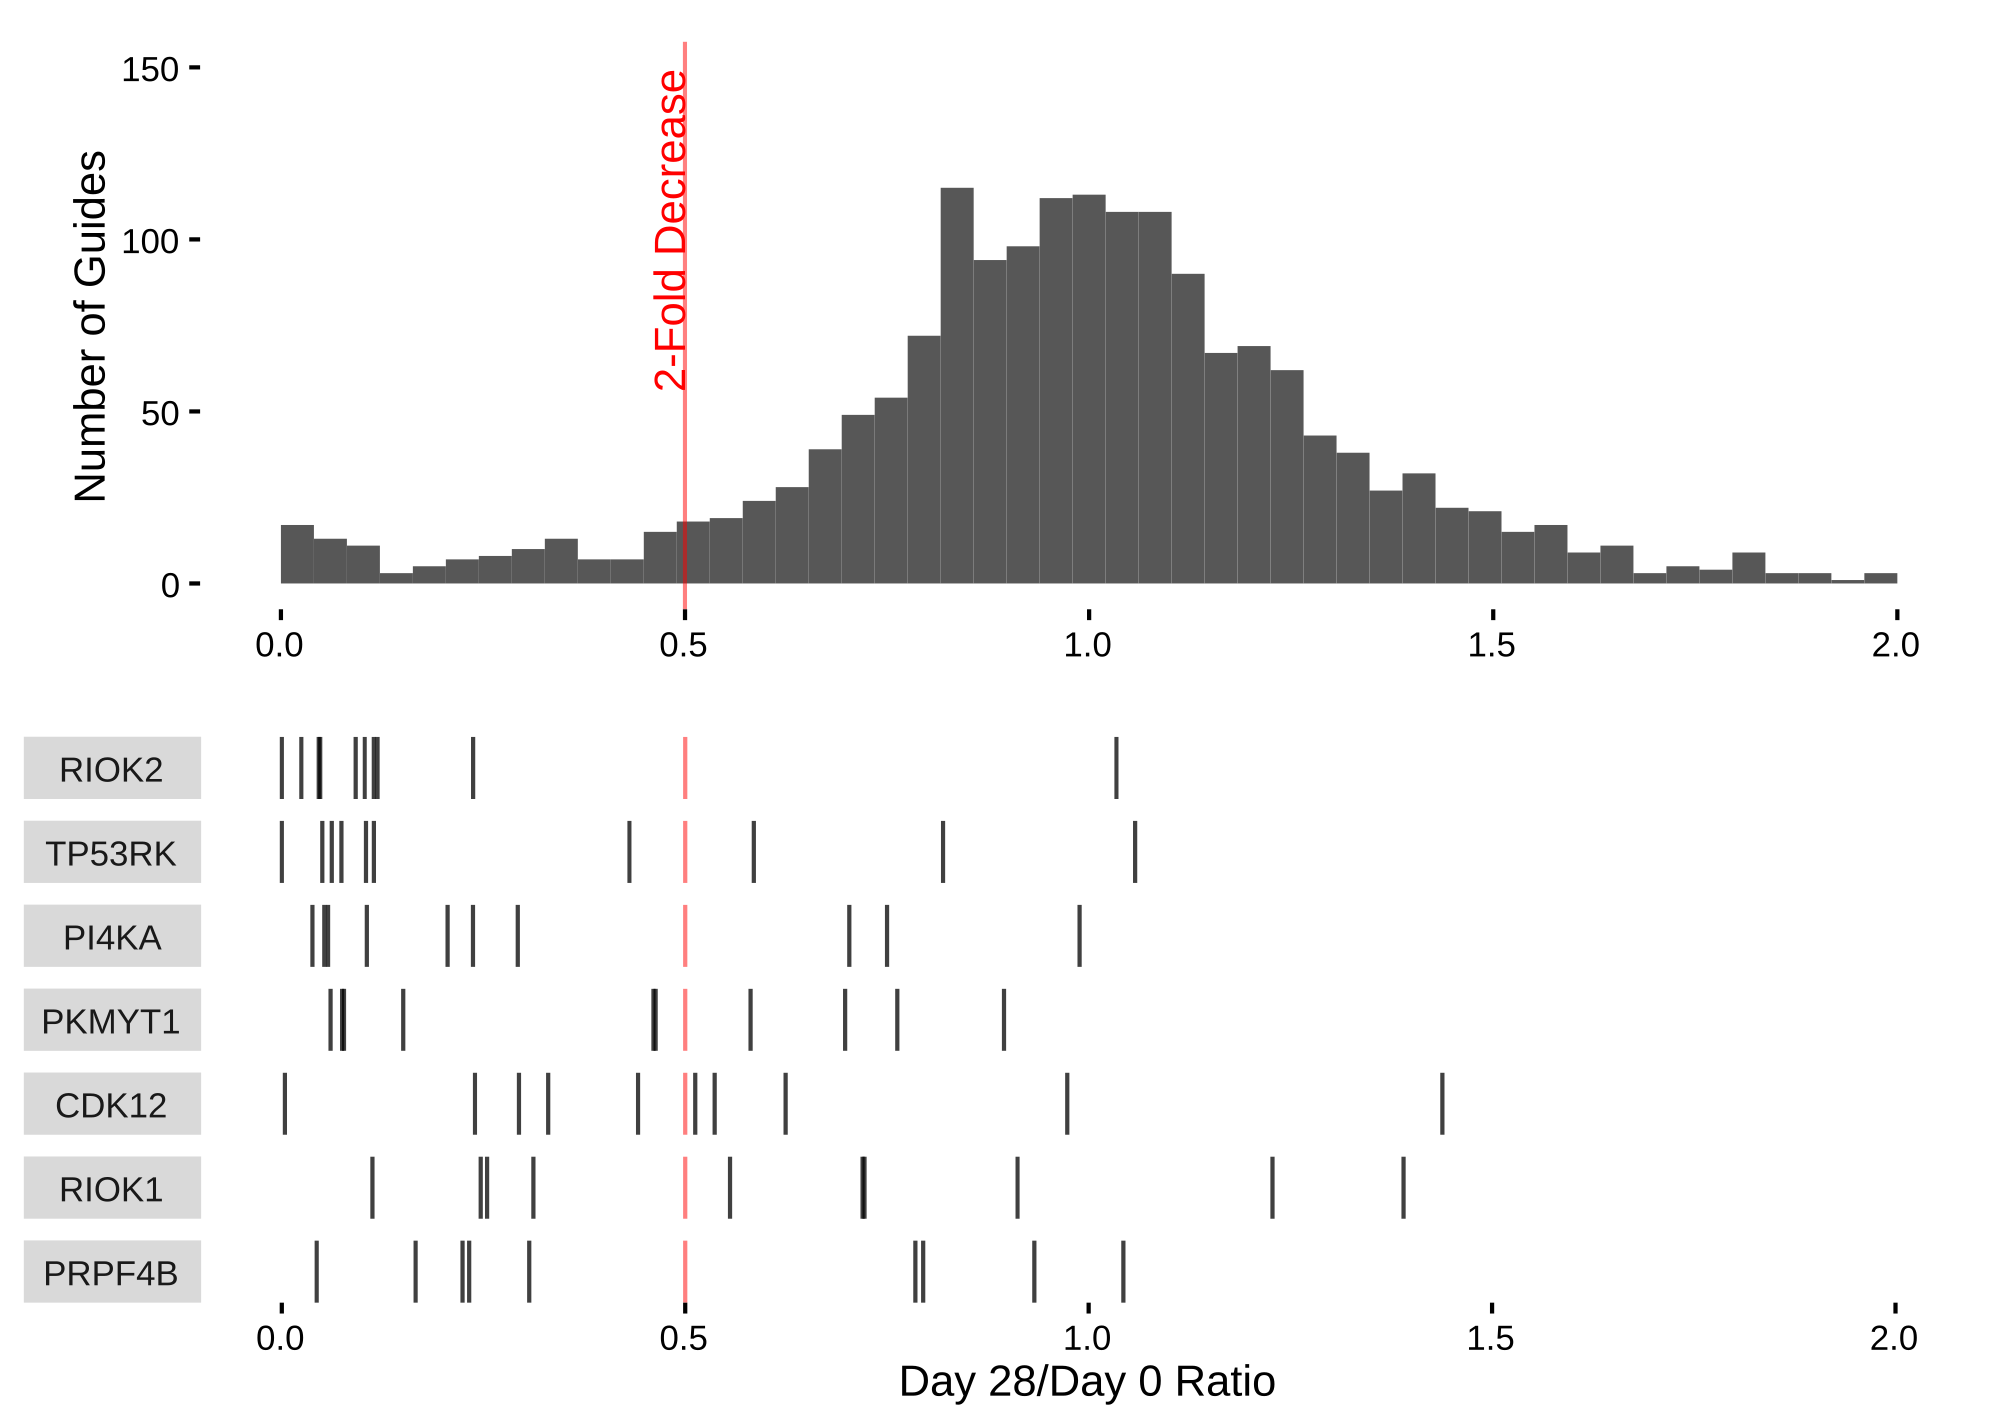 150
100
50
0
Number of Guides
2-Fold Decrease
0.0 0.5 1.0 1.5 2.0
RIOK2
TP53RK
PI4KA
PKMYT1
CDK12
RIOK1
PRPF4B
0.0 0.5 1.0 1.5 2.0
Day 28/Day 0 Ratio